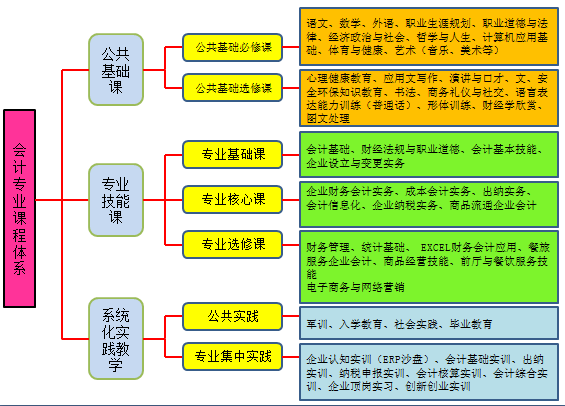 会计专业课程体系
公共
基础
课
公共基础必修课
语文、数学、外语、职业生涯规划、职业道德与法
律、经济政治与社会、哲学与人生、计算机应用基
础、体育与健康、艺术（音乐、美术等）
公共基础选修课
心理健康教育、应用文写作、演讲与口才、文、安
全环保知识教育、书法、商务礼仪与社交、语言表
达能力训练（普通话）、形体训练、财经学欣赏、
图文处理
专业
技能
课
专业基础课
会计基础、财经法规与职业道德、会计基本技能、
企业设立与变更实务
专业核心课
企业财务会计实务、成本会计实务、出纳实务、
会计信息化、企业纳税实务、商品流通企业会计
专业选修课
财务管理、统计基础、 EXCEL财务会计应用、餐旅
服务企业会计、商品经营技能、前厅与餐饮服务技
能
电子商务与网络营销
系统
化实
践教
学
公共实践
军训、入学教育、社会实践、毕业教育
专业集中实践
企业认知实训（ERP沙盘）、会计基础实训、出纳
实训、纳税申报实训、会计核算实训、会计综合实
训、企业顶岗实习、创新创业实训